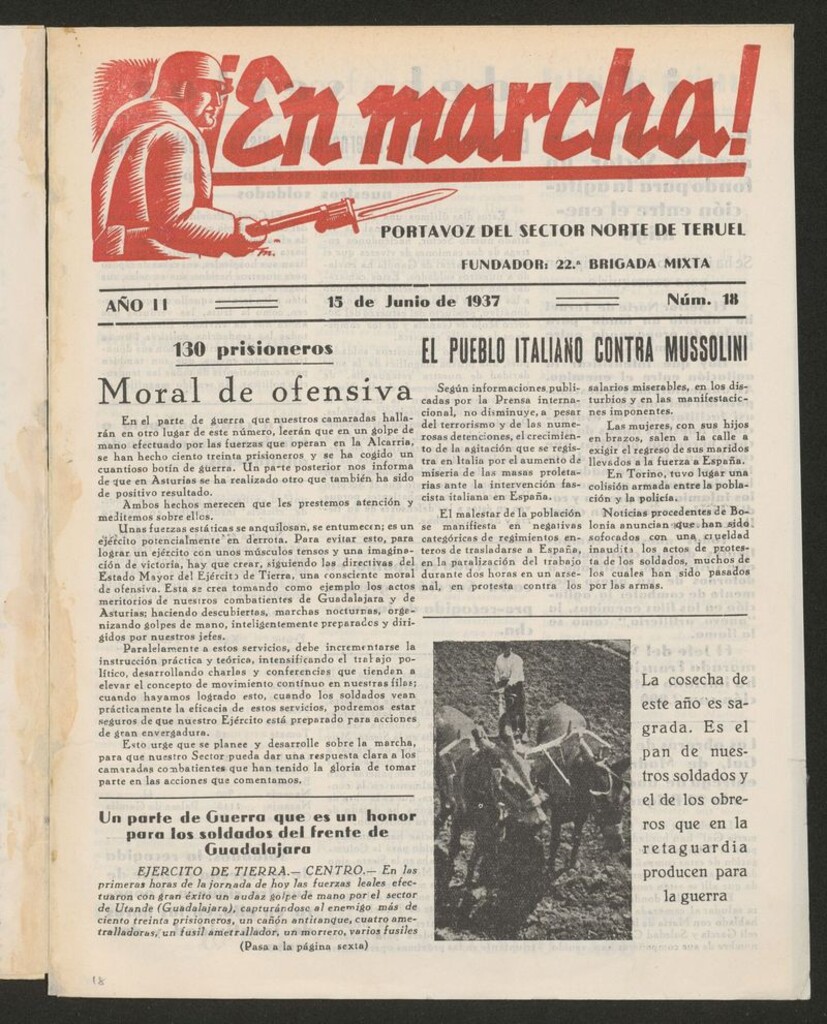 ¡En marcha!
PORTAVOZ DEL SECTOR NORTE DE TERUEL
FUNDADOR: 22.ª BRIGADA MIXTA
AÑO II
15 de Junio de 1937
Núm. 18
130 prisioneros
Moral de ofensiva
En el parte de guerra que nuestros camaradas halla-
rán en otro lugar de este número, leerán que en un golpe de
mano efectuado por las fuerzas que operan en la Alcarria,
se han hecho ciento treinta prisioneros y se ha cogido un
cuantioso botín de guerra. Un parte posterior nos informa
de que en Asturias se ha realizado otro que también ha sido
de positivo resultado.
Ambos hechos merecen que les prestemos atención y
meditemos sobre ellos.
Unas fuerzas estáticas se anquilosan, se entumecen; es un
ejército potencialmente en derrota. Para evitar esto, para
lograr un ejército con unos músculos tensos y una imagina-
ción de victoria, hay que crear, siguiendo las directivas del
Estado Mayor del Ejército de Tierra, una consciente moral
de ofensiva. Esta se crea tomando como ejemplo los actos
meritorios de nuestros combatientes de Guadalajara y de
Asturias; haciendo descubiertas, marchas nocturnas, orga-
nizando golpes de mano, inteligentemente preparados y diri-
gidos por nuestros jefes.
Paralelamente a estos servicios, debe incrementarse la
instrucción práctica y teórica, intensificando el trabajo po-
lítico, desarrollando charlas y conferencias que tiendan a
elevar el concepto de movimiento contínuo en nuestras filas;
cuando hayamos logrado esto, cuando los soldados vean
prácticamente la eficacia de estos servicios, podremos estar
seguros de que nuestro Ejército está preparado para acciones
de gran envergadura.
Esto urge que se planee y desarrolle sobre la marcha,
para que nuestro Sector pueda dar una respuesta clara a los
camaradas combatientes que han tenido la gloria de tomar
parte en las acciones que comentamos.
Un parte de Guerra que es un honor
para los soldados del frente de
Guadalajara
EJERCITO DE TIERRA.— CENTRO.— En las
primeras horas de la jornada de hoy las fuerzas leales efec-
tuaron con gran éxito un audaz golpe de mano por el sector
de Utande (Guadalajara), capturándose al enemigo más de
ciento treinta prisioneros, un cañón antitanque, cuatro ame-
tralladoras, un fusil ametrallador, un mortero, varios fusiles
(Pasa a la página sexta)
EL PUEBLO ITALIANO CONTRA MUSSOLINI
Según informaciones publi-
cadas por la Prensa interna-
cional, no disminuye, a pesar
del terrorismo y de las nume-
rosas detenciones, el crecimien-
to de la agitación que se regis-
tra en Italia por el aumento de
miseria de las masas proleta-
rias ante la intervención fas-
cista italiana en España.
El malestar de la población
se manifiesta en negativas
categóricas de regimientos en-
teros de trasladarse a España,
en la paralización del trabajo
durante dos horas en un arse-
nal, en protesta contra los
salarios miserables, en los dis-
turbios y en las manifestacio-
nes imponentes.
Las mujeres, con sus hijos
en brazos, salen a la calle a
exigir el regreso de sus maridos
llevados a la fuerza a España.
En Torino, tuvo lugar una
colisión armada entre la pobla-
ción y la policía.
Noticias procedentes de Bo-
lonia anuncian que han sido
sofocados con una crueldad
inaudita los actos de protes-
ta de los soldados, muchos de
los cuales han sido pasados
por las armas.
La cosecha de
este año es sa-
grada. Es el
pan de nues-
tros soldados y
el de los obre-
ros que en la
retaguardia
producen para
la guerra
18